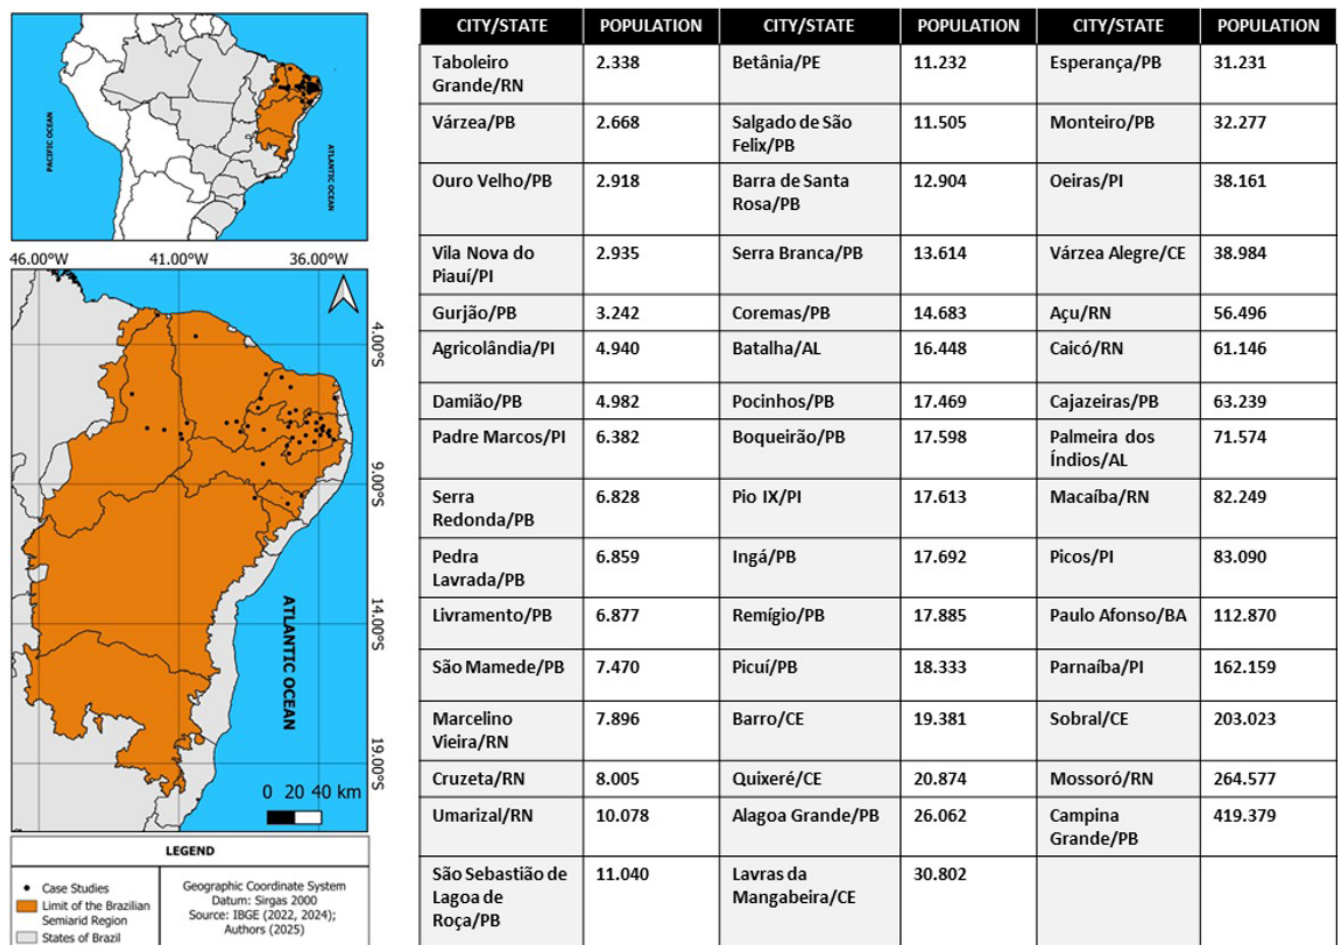 PACIFIC OCEAN
ATLANTIC OCEAN
46.00°W 41.00°W 36.00°W
4.00°S
9.00°S
14.00°S
19.00°S
ATLANTIC OCEAN
0 20 40 km
LEGEND
Case Studies
Limit of the Brazilian
Semiarid Region
States of Brazil
Geographic Coordinate System
Datum: Sirgas 2000
Source: IBGE (2022, 2024);
Authors (2025)
CITY/STATE POPULATION CITY/STATE POPULATION CITY/STATE POPULATION
Taboleiro 2.338 Betânia/PE 11.232 Esperança/PB 31.231
Grande/RN
Várzea/PB 2.668 Salgado de São 11.505 Monteiro/PB 32.277
Felix/PB
Ouro Velho/PB 2.918 Barra de Santa 12.904 Oeiras/PI 38.161
Rosa/PB
Vila Nova do 2.935 Serra Branca/PB 13.614 Várzea Alegre/CE 38.984
Piauí/PI
Gurjão/PB 3.242 Coremas/PB 14.683 Açu/RN 56.496
Agricolândia/PI 4.940 Batalha/AL 16.448 Caicó/RN 61.146
Damião/PB 4.982 Pocinhos/PB 17.469 Cajazeiras/PB 63.239
Padre Marcos/PI 6.382 Boqueirão/PB 17.598 Palmeira dos 71.574
Índios/AL
Serra 6.828 Pio IX/PI 17.613 Macaíba/RN 82.249
Redonda/PB
Pedra 6.859 Ingá/PB 17.692 Picos/PI 83.090
Lavrada/PB
Livramento/PB 6.877 Remígio/PB 17.885 Paulo Afonso/BA 112.870
São Mamede/PB 7.470 Picuí/PB 18.333 Parnaíba/PI 162.159
Marcelino 7.896 Barro/CE 19.381 Sobral/CE 203.023
Vieira/RN
Cruzeta/RN 8.005 Quixeré/CE 20.874 Mossoró/RN 264.577
Umarizal/RN 10.078 Alagoa Grande/PB 26.062 Campina 419.379
Grande/PB
São Sebastião de 11.040 Lavras da 30.802
Lagoa de Mangabeira/CE
Roça/PB